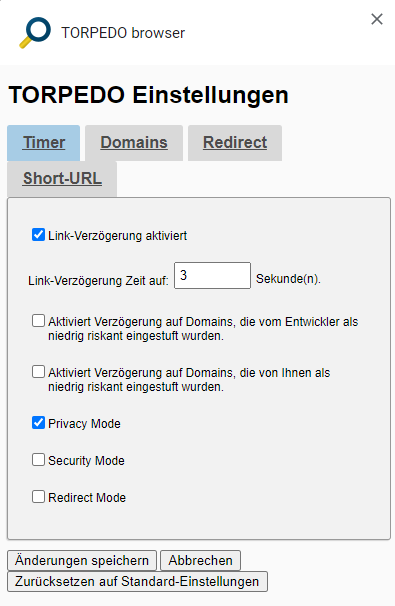 TORPEDO browser
TORPEDO Einstellungen
Timer
Domains
Redirect
Short-URL
Link-Verzögerung aktiviert
Link-Verzögerung Zeit auf: 3 Sekunde(n).
Aktiviert Verzögerung auf Domains, die vom Entwickler als
niedrig riskant eingestuft wurden.
Aktiviert Verzögerung auf Domains, die von Ihnen als
niedrig riskant eingestuft wurden.
Privacy Mode
Security Mode
Redirect Mode
Änderungen speichern
Abbrechen
Zurücksetzen auf Standard-Einstellungen